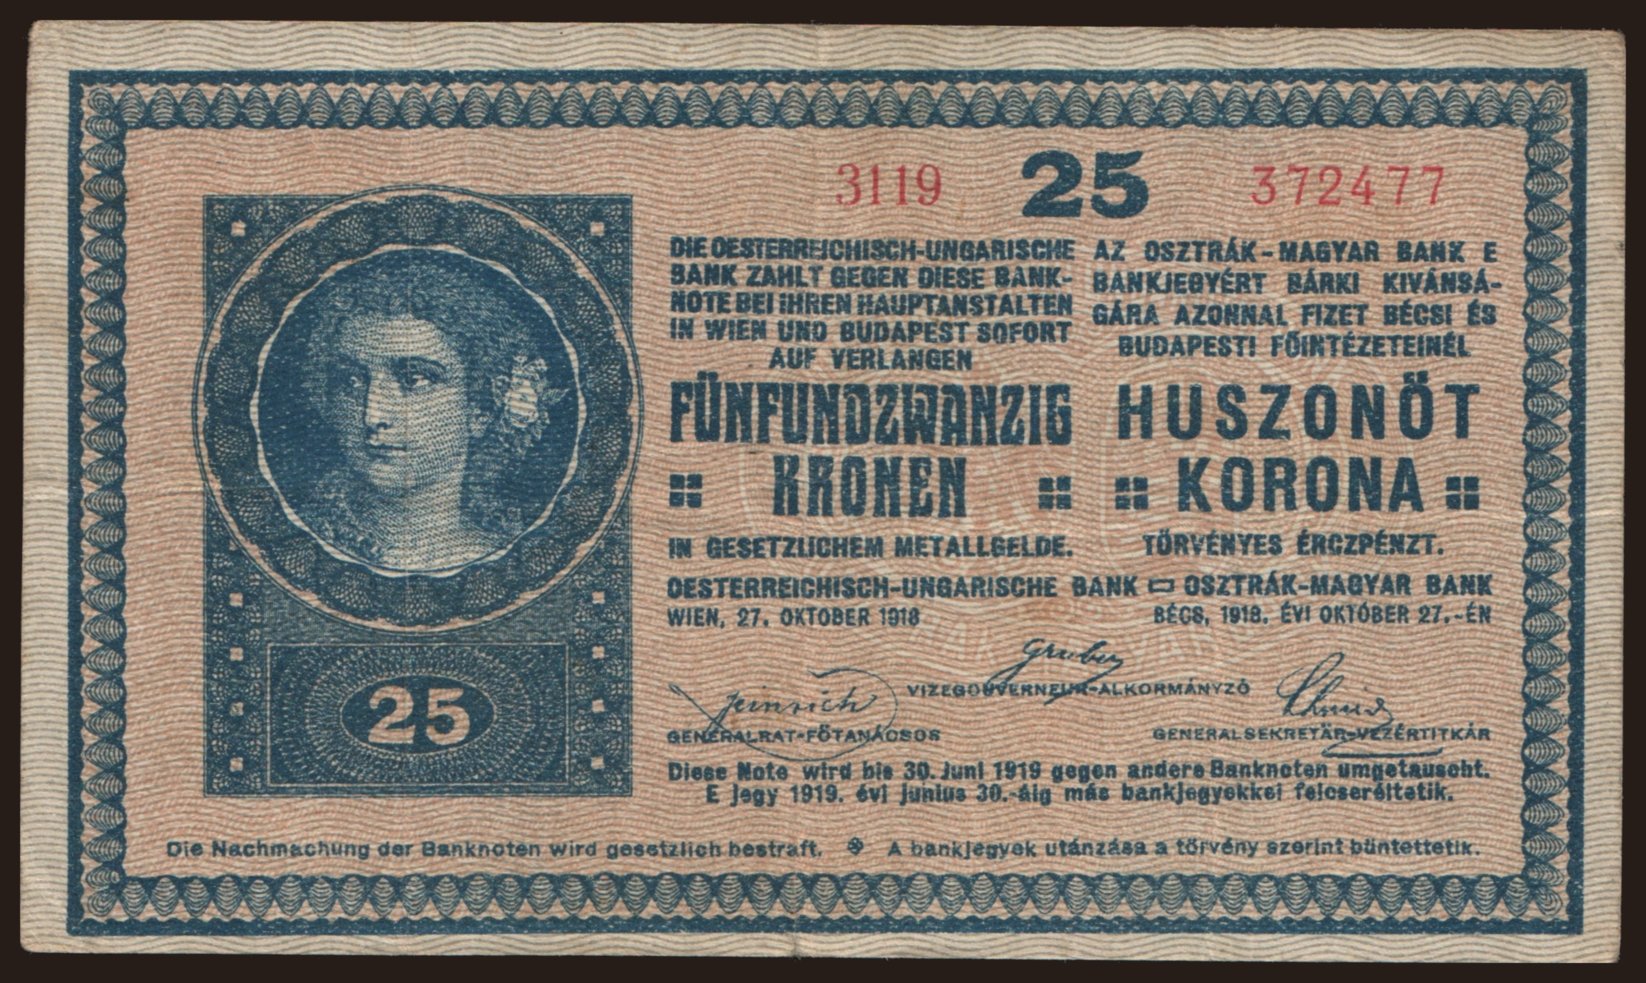 3119 25 372477
DIE OESTERREICHISCH-UNGARISCHE
BANK ZAHLT GEGEN DIESE BANK-
NOTE BEI IHREN HAUPTANSTALTEN
IN WIEN UND BUDAPEST SOFORT
AUF VERLANGEN
FÜNFUNDZWANZIG
KRONEN
IN GESETZLICHEM METALLGELDE.
AZ OSZTRÁK-MAGYAR BANK E
BANKJEGYÉRT BÁRKI KIVÁNSÁ-
GÁRA AZONNAL FIZET BÉCSI ÉS
BUDAPESTI FŐINTÉZETEINÉL
HUSZONÖT
KORONA
TÖRVÉNYES ÉRCZPÉNZT.
OESTERREICHISCH-UNGARISCHE BANK OSZTRÁK-MAGYAR BANK
WIEN, 27. OKTOBER 1918 BÉCS, 1918. ÉVI OKTÓBER 27.-ÉN
Gruber
VIZEGOUVERNEUR-ALKORMÁNYZÓ
Schmid
GENERALRAT-FŐTANÁCSOS GENERALSEKRETÄR-VEZÉRTITKÁR
25
Diese Note wird bis 30. Juni 1919 gegen andere Banknoten umgetauscht.
E jegy 1919. évi junius 30.-áig más bankjegyekkel felcseréltetik.
Die Nachmachung der Banknoten wird gesetzlich bestraft. A bankjegyek utánzása a törvény szerint büntettetik.